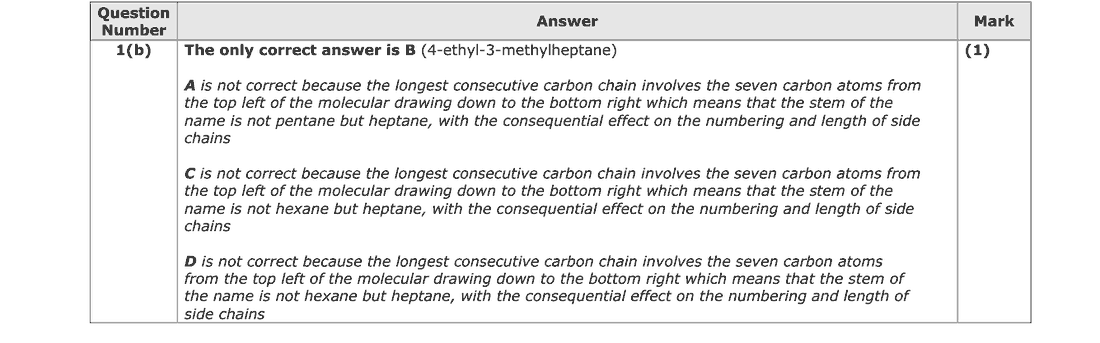 Question Number Answer Mark
1(b) The only correct answer is B (4-ethyl-3-methylheptane) (1)
A is not correct because the longest consecutive carbon chain involves the seven carbon atoms from
the top left of the molecular drawing down to the bottom right which means that the stem of the
name is not pentane but heptane, with the consequential effect on the numbering and length of side
chains
C is not correct because the longest consecutive carbon chain involves the seven carbon atoms from
the top left of the molecular drawing down to the bottom right which means that the stem of the
name is not hexane but heptane, with the consequential effect on the numbering and length of side
chains
D is not correct because the longest consecutive carbon chain involves the seven carbon atoms
from the top left of the molecular drawing down to the bottom right which means that the stem of
the name is not hexane but heptane, with the consequential effect on the numbering and length of
side chains